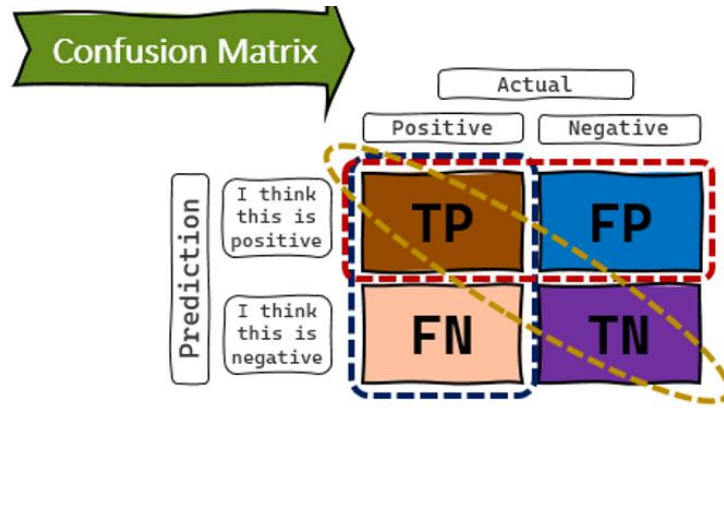 Confusion Matrix
Actual
Positive
Negative
Prediction
I think
this is
positive
TP
FP
I think
this is
negative
FN
TN